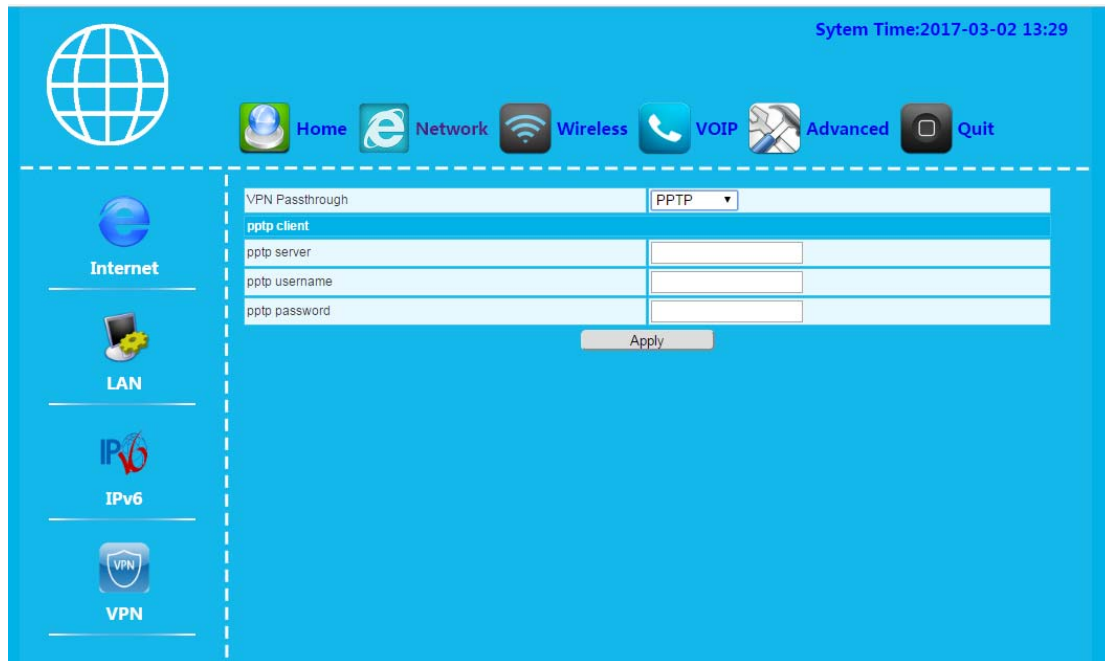 Sytem Time:2017-03-02 13:29
Home Network Wireless VOIP Advanced Quit
Internet
LAN
IPv6
IPv6
VPN
VPN
VPN Passthrough PPTP
pptp client
pptp server
pptp username
pptp password
Apply